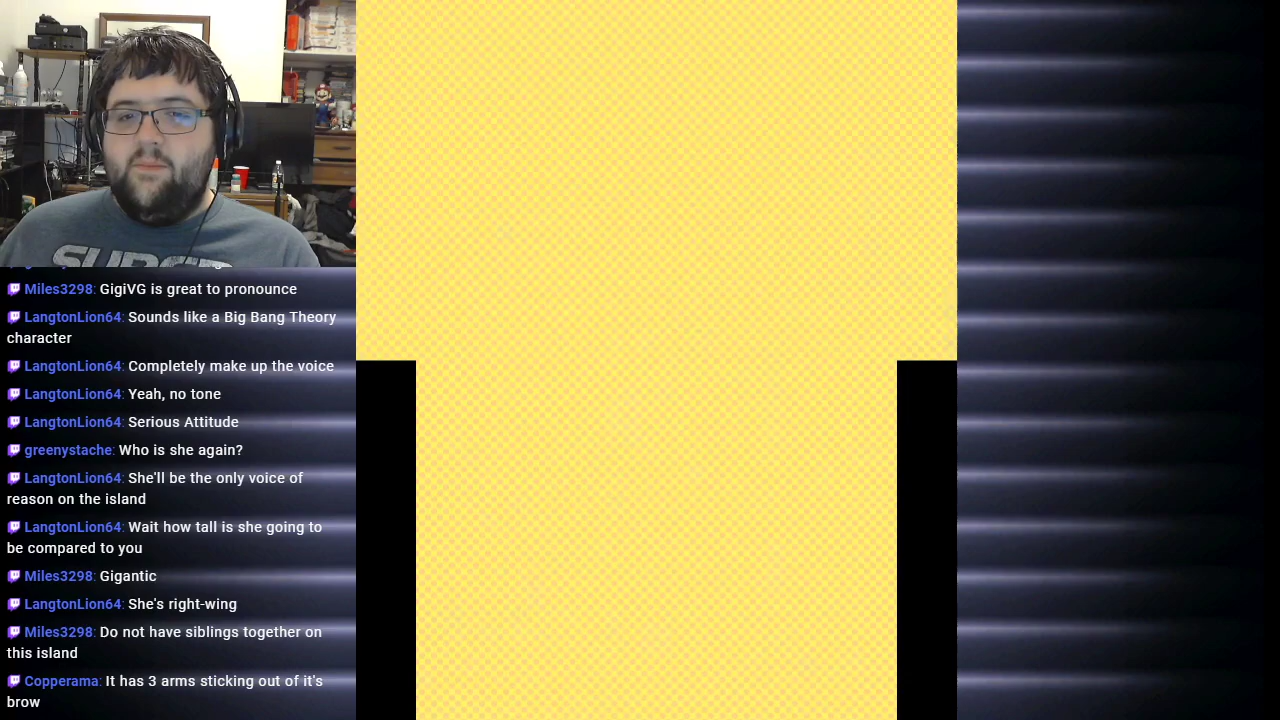 SUPER
Miles3298: GigiVG is great to pronounce
LangtonLion64: Sounds like a Big Bang Theory
character
LangtonLion64: Completely make up the voice
LangtonLion64: Yeah, no tone
LangtonLion64: Serious Attitude
greenystache: Who is she again?
LangtonLion64: She'll be the only voice of
reason on the island
LangtonLion64: Wait how tall is she going to
be compared to you
Miles3298: Gigantic
LangtonLion64: She's right-wing
Miles3298: Do not have siblings together on
this island
Copperama: It has 3 arms sticking out of it's
brow